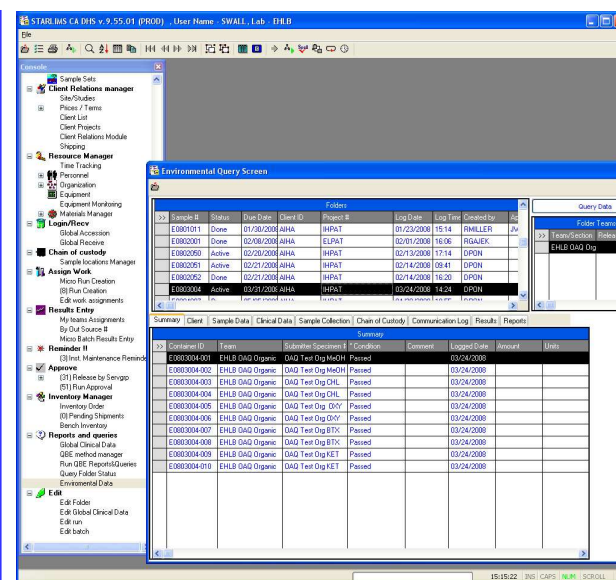 STARLIMS CA DHS v.9.55.01 (PROD) , User Name - SWALL, Lab - EHLB
File
Console
Sample Sets
Client Relations manager
Site/Studies
Prices / Terms
Client List
Client Projects
Client Relations Module
Shipping
Resource Manager
Time Tracking
Personnel
Organization
Equipment
Equipment Monitoring
Materials Manager
Login/Recv
Global Accession
Global Receive
Chain of custody
Sample locations Manager
Assign Work
Micro Run Creation
(8) Run Creation
Edit work assignments
Results Entry
My teams Assignments
By Out Source #
Micro Batch Results Entry
Reminder !!
(3) Inst. Maintenance Reminde
Approve
(31) Release by Servgrp
(51) Run Approval
Inventory Manager
Inventory Order
(0) Pending Shipments
Bench Inventory
Reports and queries
Global Clinical Data
QBE method manager
Run QBE Reports&Queries
Query Folder Status
Enviromental Data
Edit
Edit Folder
Edit Global Clinical Data
Edit run
Edit batch
Environmental Query Screen
Folders
>> Sample # Status Due Date Client ID Project # Log Date Log Time Created by Ap
E0801011 Done 01/30/2008 AIHA IHPAT 01/23/2008 15:14 RMILLER JW
E0802001 Done 02/08/2008 AIHA ELPAT 02/01/2008 16:06 RGAJEK
E0802050 Active 02/20/2008 AIHA IHPAT 02/13/2008 17:14 DPON
E0802051 Active 02/21/2008 AIHA IHPAT 02/14/2008 09:41 DPON
E0802052 Done 02/21/2008 AIHA IHPAT 02/14/2008 16:20 DPON
E0803004 Active 03/31/2008 AIHA IHPAT 03/24/2008 14:24 DPON
Query Data
Folder Teams
>> Team/Section Relea
EHLB OAQ Org
Summary Client Sample Data Clinical Data Sample Collection Chain of Custody Communication Log Results Reports
Summary
>> Container ID Team Submitter Specimen # * Condition Comment Logged Date Amount Units
E0803004-001 EHLB OAQ Organic OAQ Test Org MeOH Passed 03/24/2008
E0803004-002 EHLB OAQ Organic OAQ Test Org MeOH Passed 03/24/2008
E0803004-003 EHLB OAQ Organic OAQ Test Org CHL Passed 03/24/2008
E0803004-004 EHLB OAQ Organic OAQ Test Org CHL Passed 03/24/2008
E0803004-005 EHLB OAQ Organic OAQ Test Org OXY Passed 03/24/2008
E0803004-006 EHLB OAQ Organic OAQ Test Org OXY Passed 03/24/2008
E0803004-007 EHLB OAQ Organic OAQ Test Org BTX Passed 03/24/2008
E0803004-008 EHLB OAQ Organic OAQ Test Org BTX Passed 03/24/2008
E0803004-009 EHLB OAQ Organic OAQ Test Org KET Passed 03/24/2008
E0803004-010 EHLB OAQ Organic OAQ Test Org KET Passed 03/24/2008
15:15:22 INS CAPS NUM SCROLL